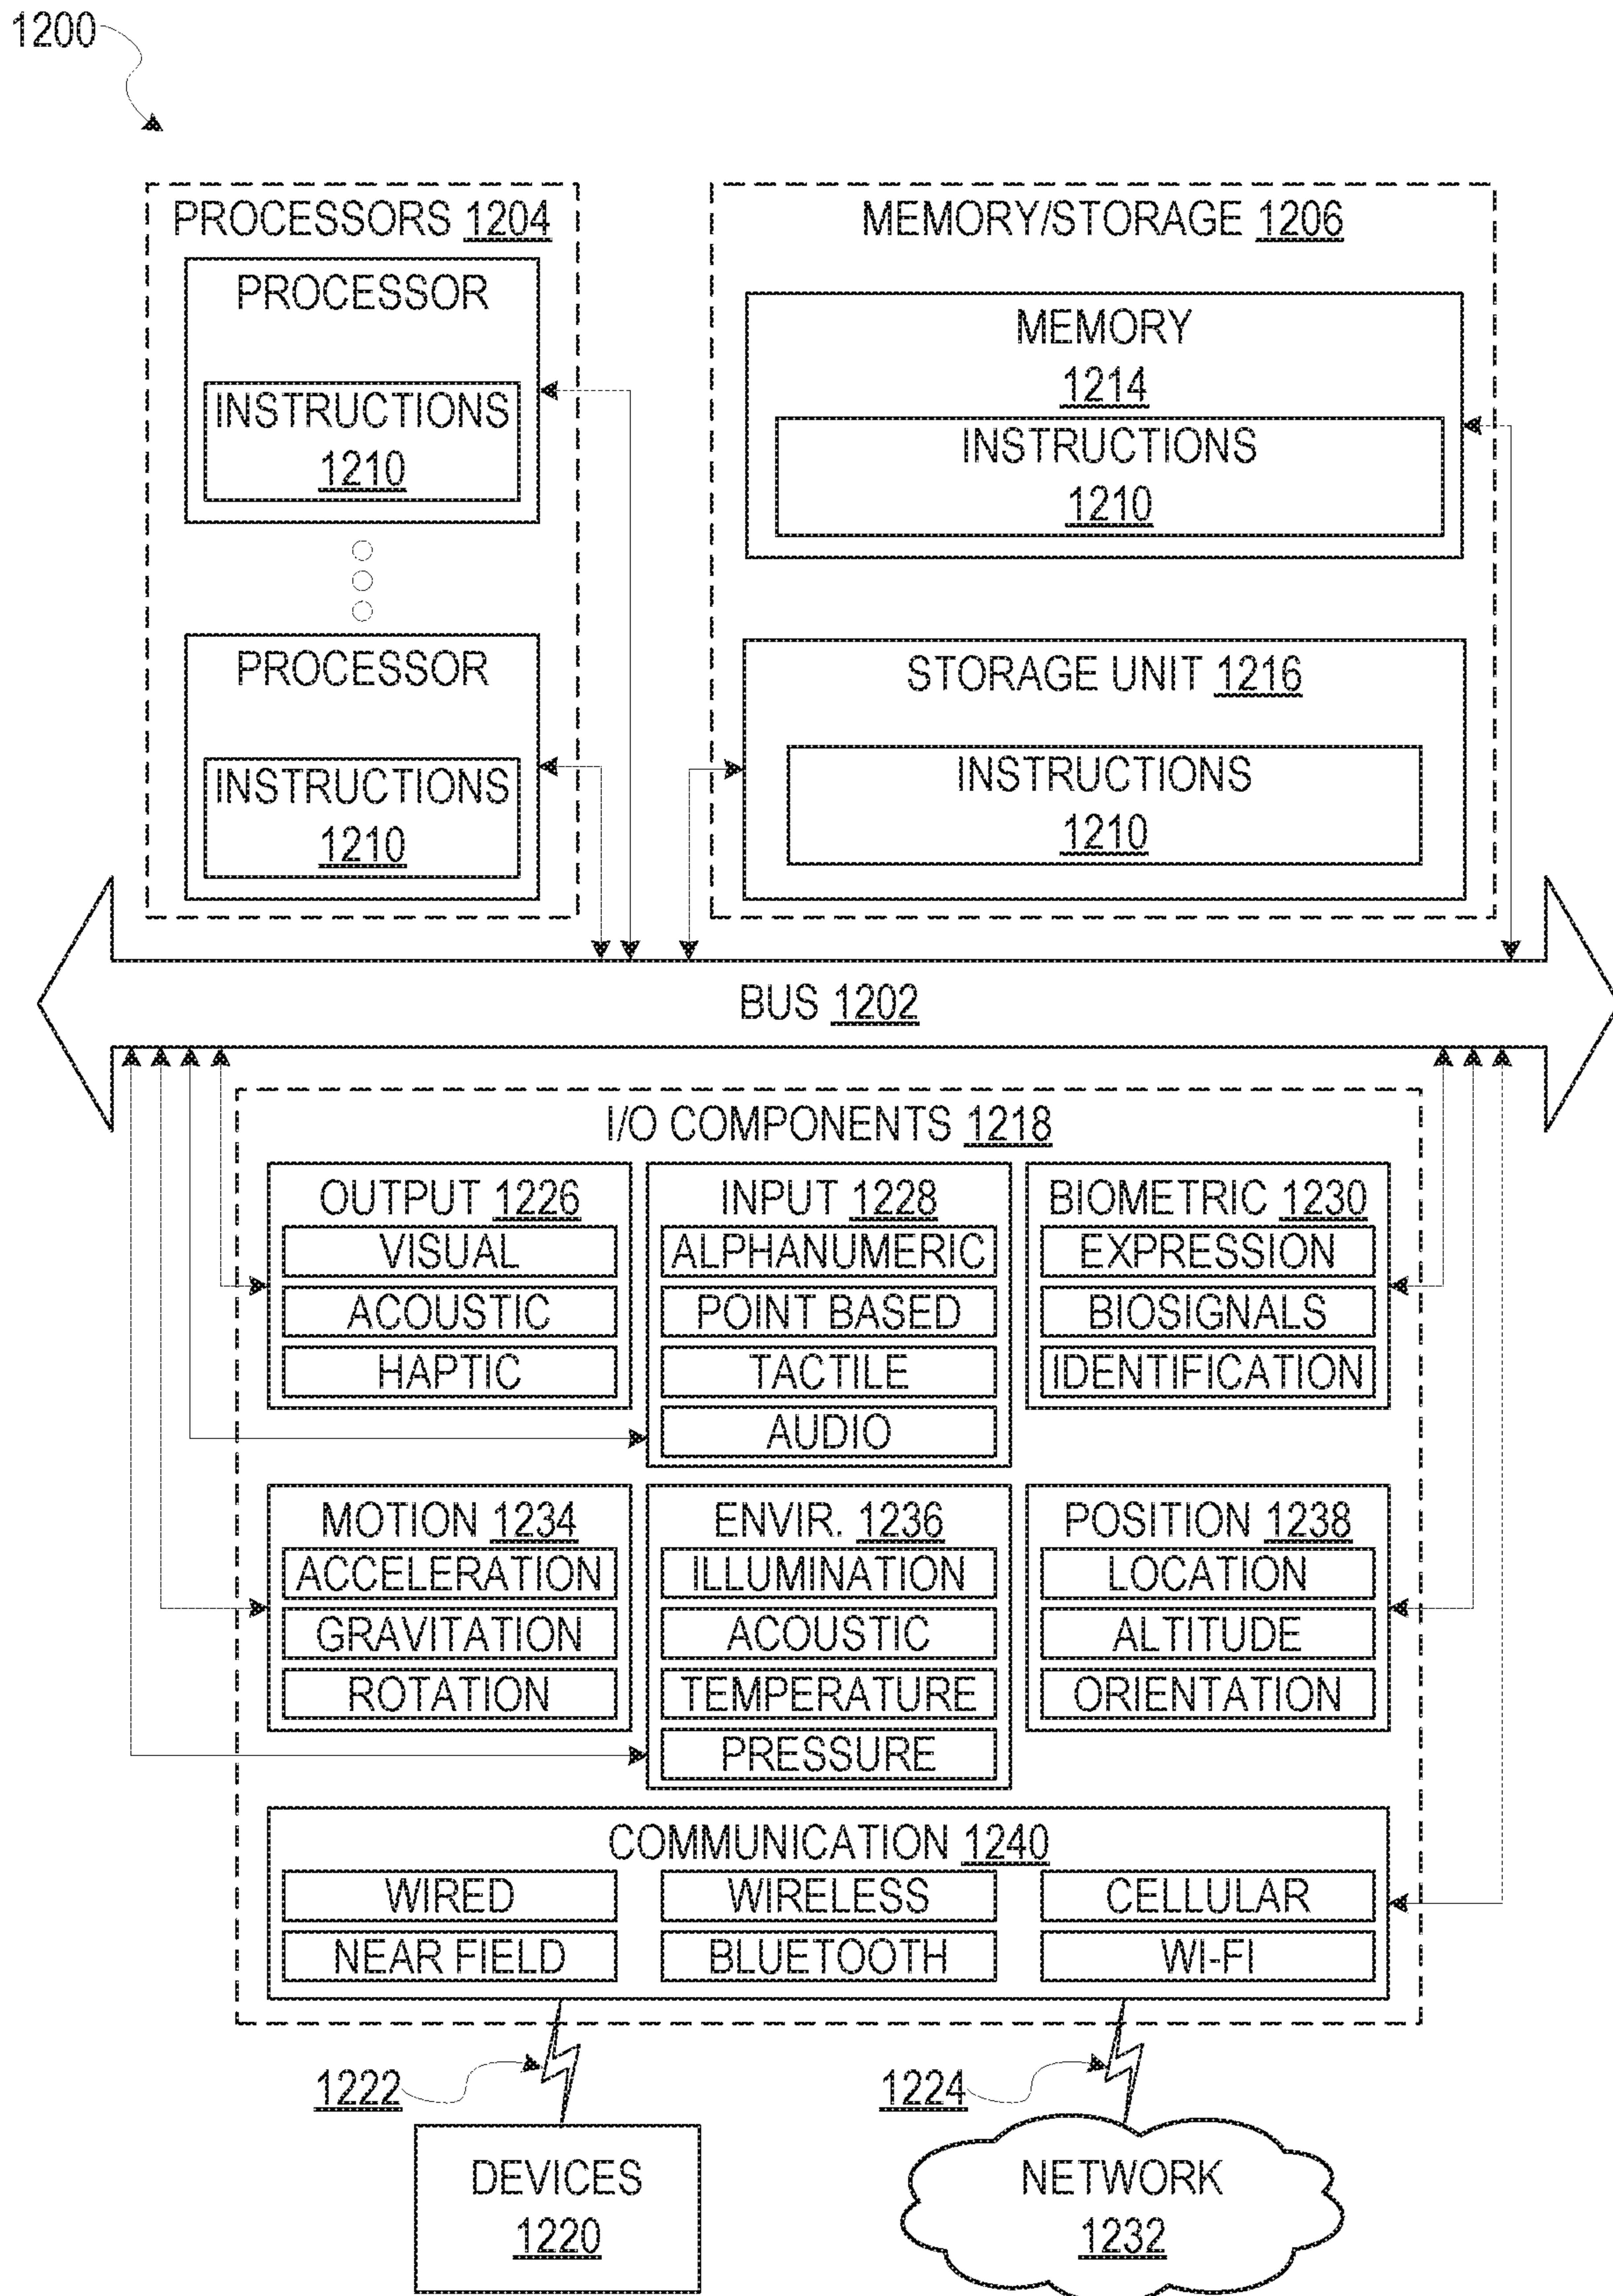 1200
PROCESSORS 1204
PROCESSOR
INSTRUCTIONS
1210
PROCESSOR
INSTRUCTIONS
1210
MEMORY/STORAGE 1206
MEMORY
1214
INSTRUCTIONS
1210
STORAGE UNIT 1216
INSTRUCTIONS
1210
BUS 1202
I/O COMPONENTS 1218
OUTPUT 1226
VISUAL
ACOUSTIC
HAPTIC
INPUT 1228
ALPHANUMERIC
POINT BASED
TACTILE
AUDIO
BIOMETRIC 1230
EXPRESSION
BIOSIGNALS
IDENTIFICATION
MOTION 1234
ACCELERATION
GRAVITATION
ROTATION
ENVIR. 1236
ILLUMINATION
ACOUSTIC
TEMPERATURE
PRESSURE
POSITION 1238
LOCATION
ALTITUDE
ORIENTATION
COMMUNICATION 1240
WIRED
WIRELESS
CELLULAR
NEAR FIELD
BLUETOOTH
WI-FI
1222
1224
DEVICES
1220
NETWORK
1232